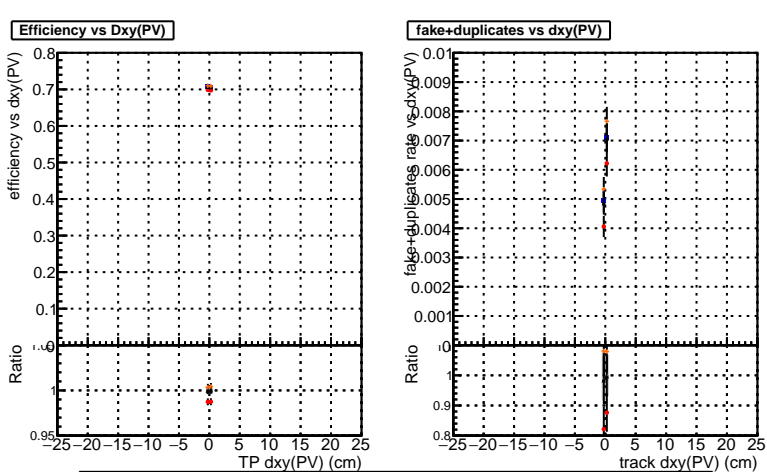 Efficiency vs Dxy(PV)
efficiency vs dxy(PV)
0.8
0.7
0.6
0.5
0.4
0.3
0.2
0.1
Ratio
1
0.95
−25 −20 −15 −10 −5 0 5 10 15 20 25
TP dxy(PV) (cm)
fake+duplicates vs dxy(PV)
fake+duplicates rate vs dxy(PV)
0.01
0.009
0.008
0.007
0.006
0.005
0.004
0.003
0.002
0.001
0
Ratio
1
0.9
0.8
−25 −20 −15 −10 −5 0 5 10 15 20 25
track dxy(PV) (cm)